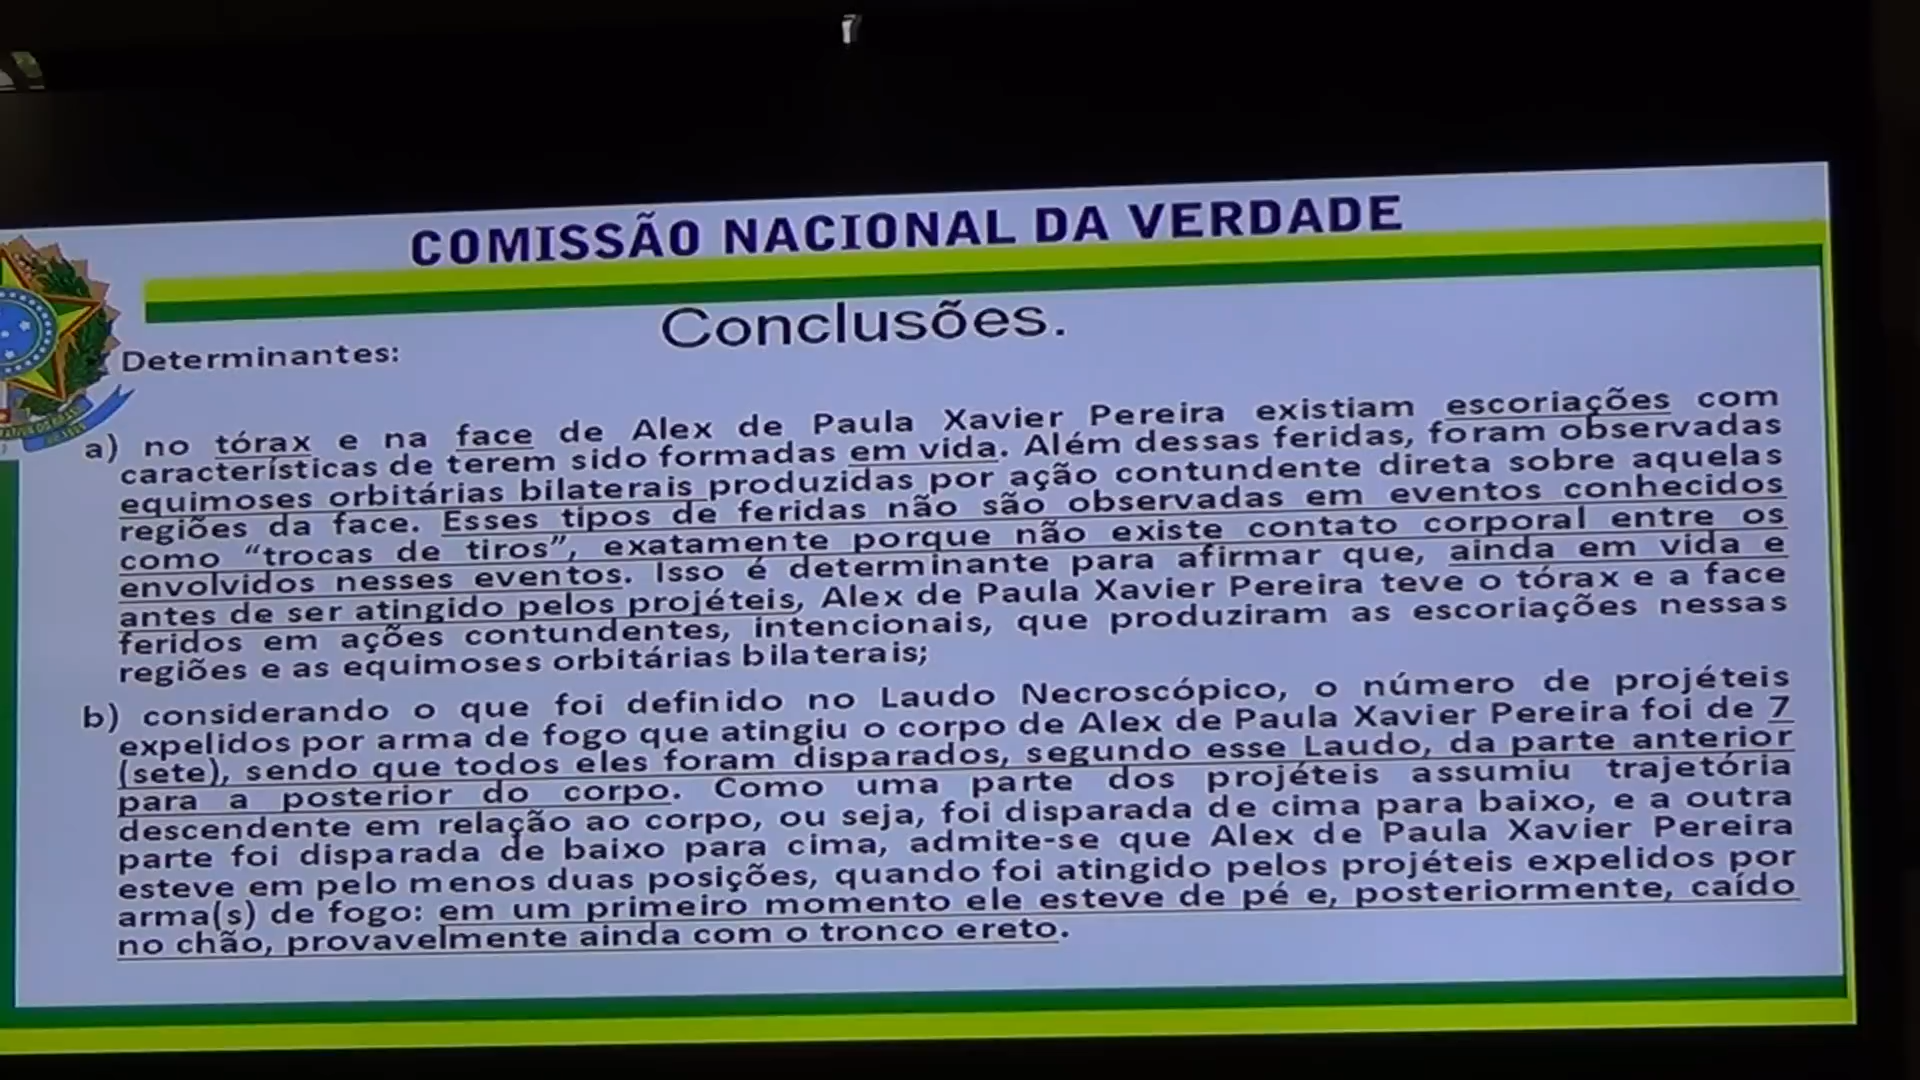 COMISSÃO NACIONAL DA VERDADE
Conclusões.
Determinantes:
a) no tórax e na face de Alex de Paula Xavier Pereira existiam escoriações com
características de terem sido formadas em vida. Além dessas feridas, foram observadas
equimoses orbitárias bilaterais produzidas por ação contundente direta sobre aquelas
regiões da face. Esses tipos de feridas não são observadas em eventos conhecidos
como “trocas de tiros”, exatamente porque não existe contato corporal entre os
envolvidos nesses eventos. Isso é determinante para afirmar que, ainda em vida e
antes de ser atingido pelos projéteis, Alex de Paula Xavier Pereira teve o tórax e a face
feridos em ações contundentes, intencionais, que produziram as escoriações nessas
regiões e as equimoses orbitárias bilaterais;
b) considerando o que foi definido no Laudo Necroscópico, o número de projéteis
expelidos por arma de fogo que atingiu o corpo de Alex de Paula Xavier Pereira foi de 7
(sete), sendo que todos eles foram disparados, segundo esse Laudo, da parte anterior
para a posterior do corpo. Como uma parte dos projéteis assumiu trajetória
descendente em relação ao corpo, ou seja, foi disparada de cima para baixo, e a outra
parte foi disparada de baixo para cima, admite-se que Alex de Paula Xavier Pereira
esteve em pelo menos duas posições, quando foi atingido pelos projéteis expelidos por
arma(s) de fogo: em um primeiro momento ele esteve de pé e, posteriormente, caído
no chão, provavelmente ainda com o tronco ereto.